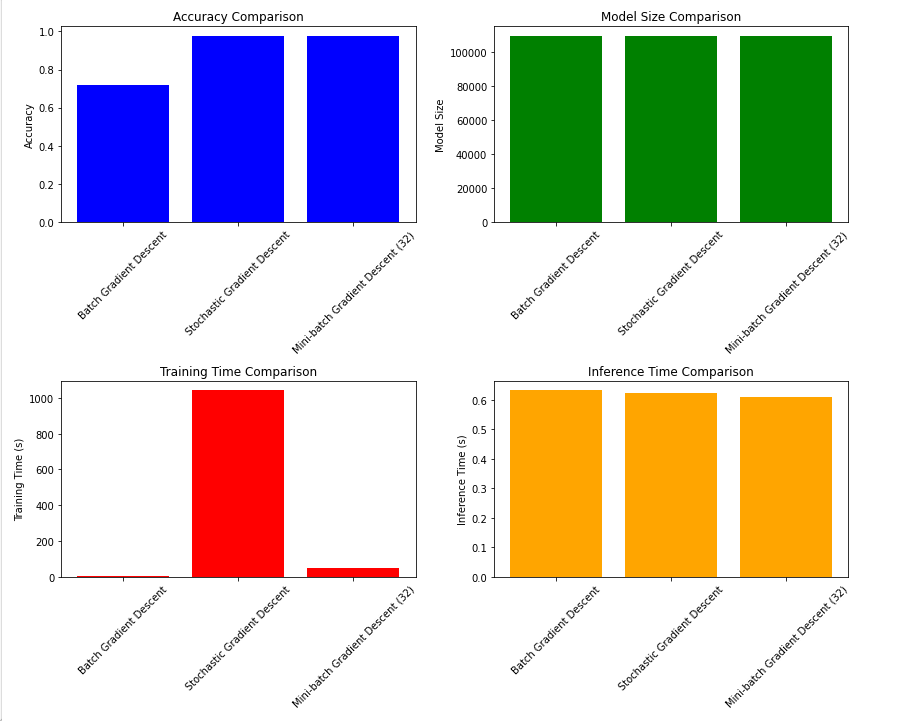 Accuracy Comparison
Accuracy
1.0
0.8
0.6
0.4
0.2
0.0
Batch Gradient Descent
Stochastic Gradient Descent
Mini-batch Gradient Descent (32)
Model Size Comparison
Model Size
100000
80000
60000
40000
20000
0
Batch Gradient Descent
Stochastic Gradient Descent
Mini-batch Gradient Descent (32)
Training Time Comparison
Training Time (s)
1000
800
600
400
200
0
Batch Gradient Descent
Stochastic Gradient Descent
Mini-batch Gradient Descent (32)
Inference Time Comparison
Inference Time (s)
0.6
0.5
0.4
0.3
0.2
0.1
0.0
Batch Gradient Descent
Stochastic Gradient Descent
Mini-batch Gradient Descent (32)